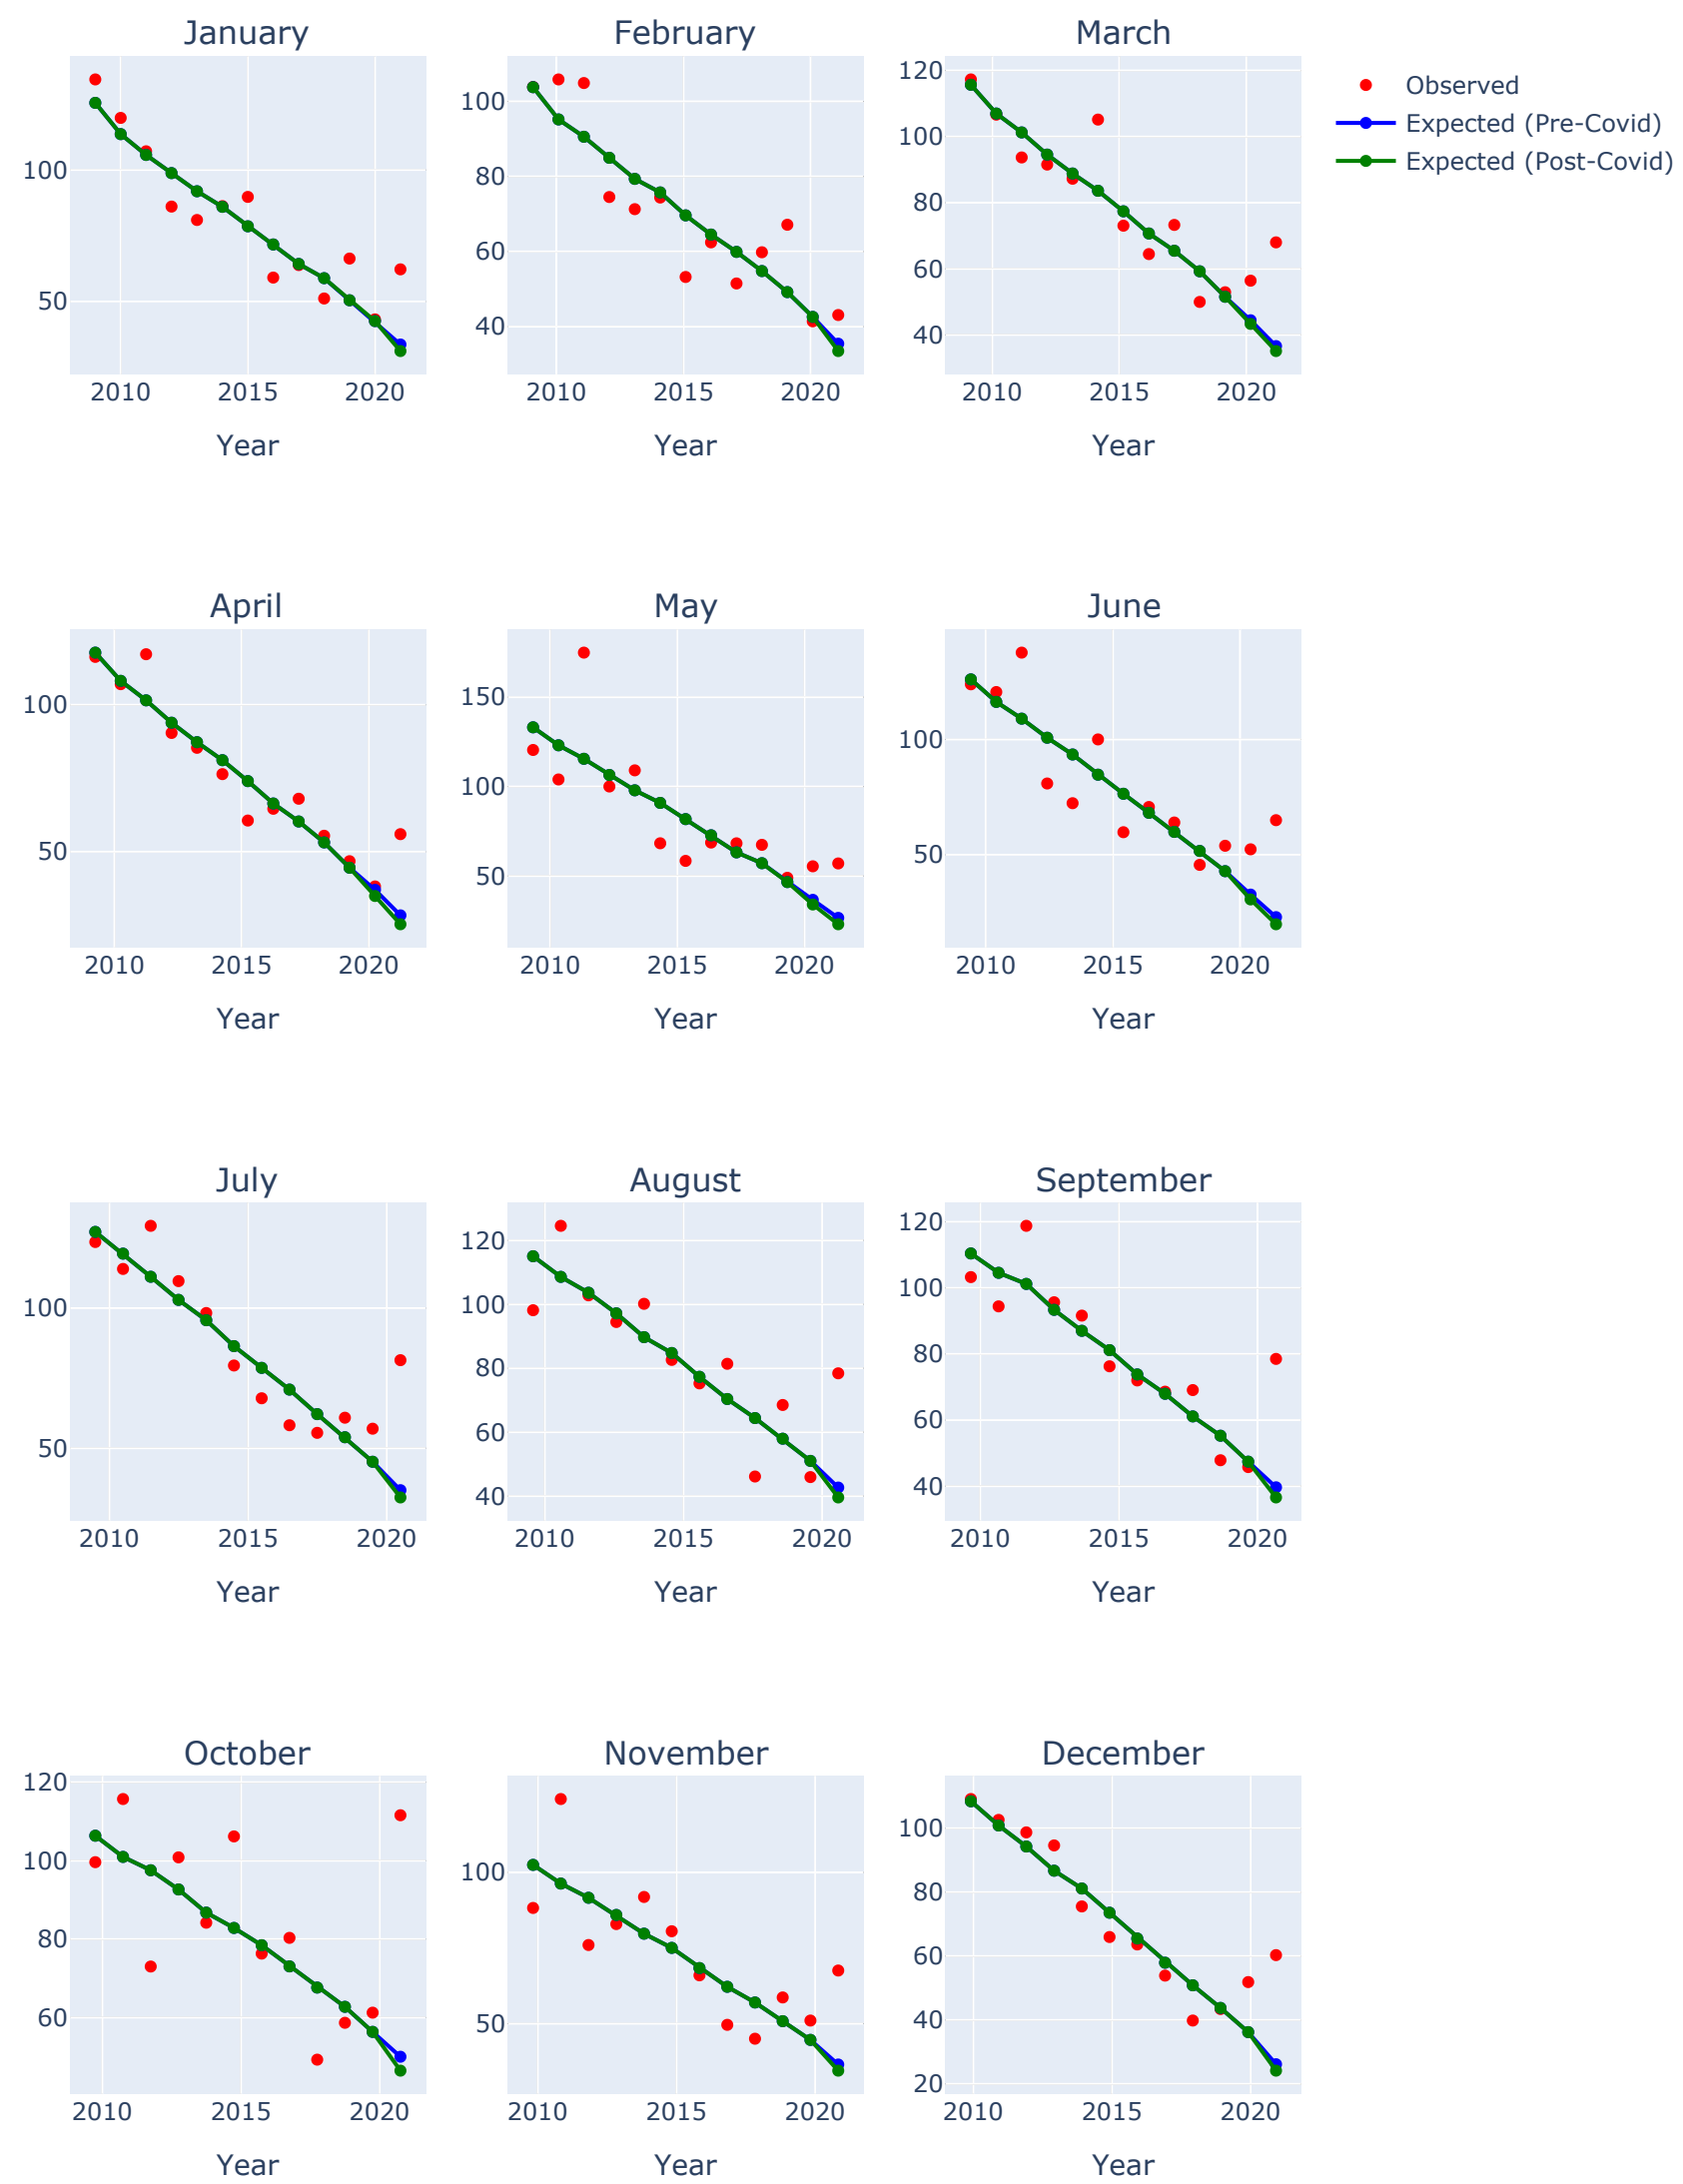 January February March
120
100
80
60
40
100
80
60
40
100
50
Observed
Expected (Pre-Covid)
Expected (Post-Covid)
2010 2015 2020 2010 2015 2020 2010 2015 2020
Year Year Year
April May June
100
50
150
100
50
100
50
2010 2015 2020 2010 2015 2020 2010 2015 2020
Year Year Year
July August September
100
50
120
100
80
60
40
120
100
80
60
40
2010 2015 2020 2010 2015 2020 2010 2015 2020
Year Year Year
October November December
120
100
80
60
100
50
100
80
60
40
20
2010 2015 2020 2010 2015 2020 2010 2015 2020
Year Year Year